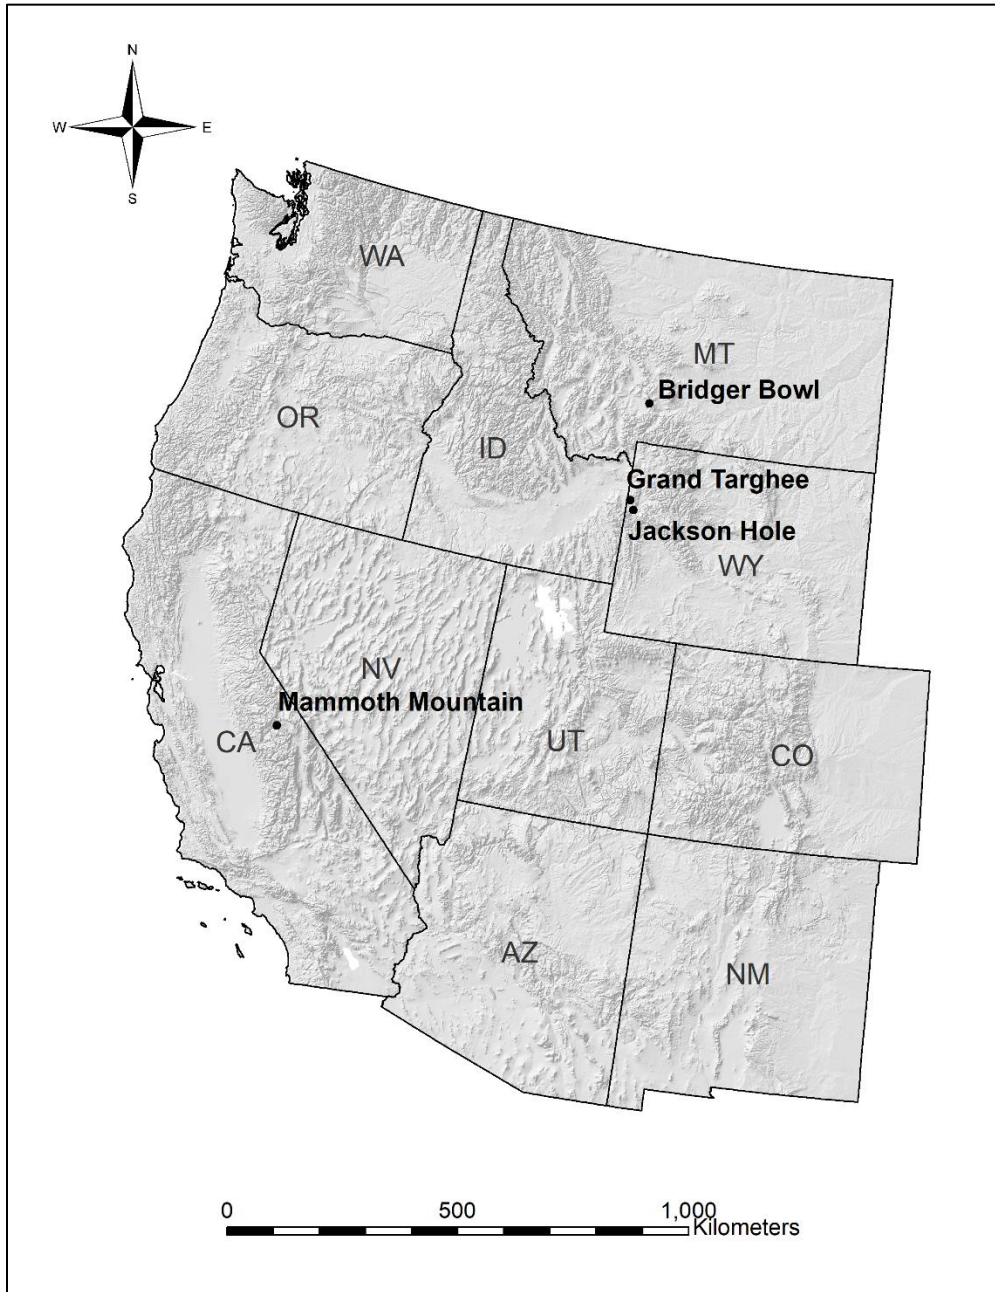 N
W E
S
WA
MT
Bridger Bowl
OR
ID
Grand Targhee
Jackson Hole
WY
NV
Mammoth Mountain
CA
UT
CO
AZ
NM
0 500 1,000
Kilometers